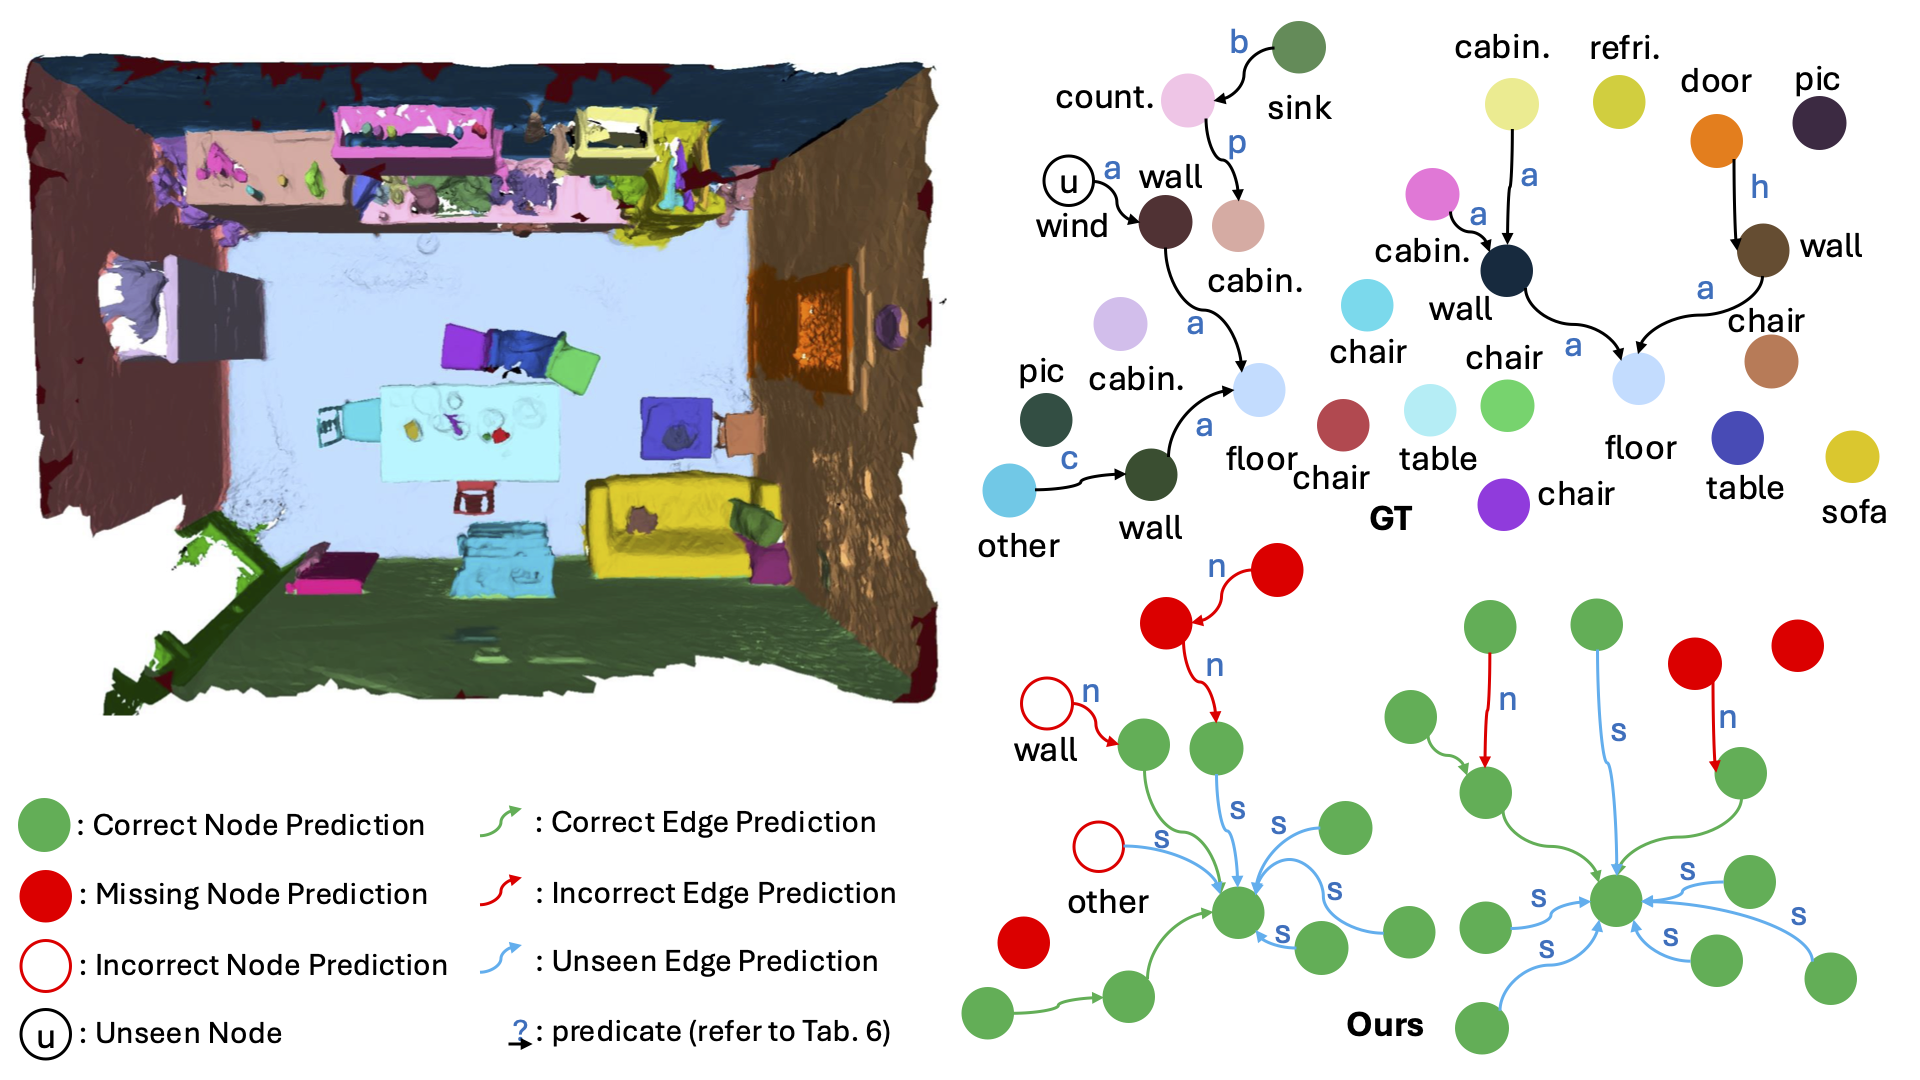 b
sink
count.
p
u
a
wall
wind
cabin.
a
cabin.
pic
c
a
floor
other
wall
cabin.
refri.
door
pic
a
h
a
cabin.
wall
wall
a
a
chair
chair
chair
table
chair
floor
chair
table
sofa
GT
n
n
n
wall
s
s
s
s
s
other
n
s
n
s
s
s
s
s
Ours
: Correct Node Prediction
: Missing Node Prediction
: Incorrect Node Prediction
u : Unseen Node
: Correct Edge Prediction
: Incorrect Edge Prediction
: Unseen Edge Prediction
? : predicate (refer to Tab. 6)